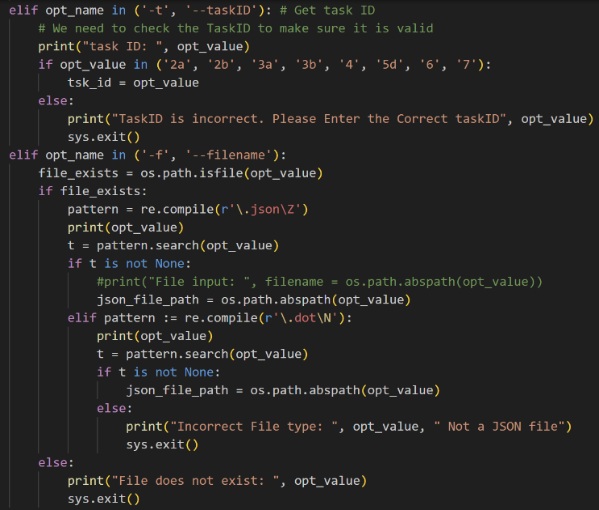 elif opt_name in ('-t', '--taskID'): # Get task ID
    # We need to check the TaskID to make sure it is valid
    print("task ID: ", opt_value)
    if opt_value in ('2a', '2b', '3a', '3b', '4', '5d', '6', '7'):
        tsk_id = opt_value
    else:
        print("TaskID is incorrect. Please Enter the Correct taskID", opt_value)
        sys.exit()
elif opt_name in ('-f', '--filename'):
    file_exists = os.path.isfile(opt_value)
    if file_exists:
        pattern = re.compile(r'\.json\Z')
        print(opt_value)
        t = pattern.search(opt_value)
        if t is not None:
            #print("File input: ", filename = os.path.abspath(opt_value))
            json_file_path = os.path.abspath(opt_value)
        elif pattern := re.compile(r'\.dot\N'):
            print(opt_value)
            t = pattern.search(opt_value)
            if t is not None:
                json_file_path = os.path.abspath(opt_value)
            else:
                print("Incorrect File type: ", opt_value, " Not a JSON file")
                sys.exit()
    else:
        print("File does not exist: ", opt_value)
        sys.exit()